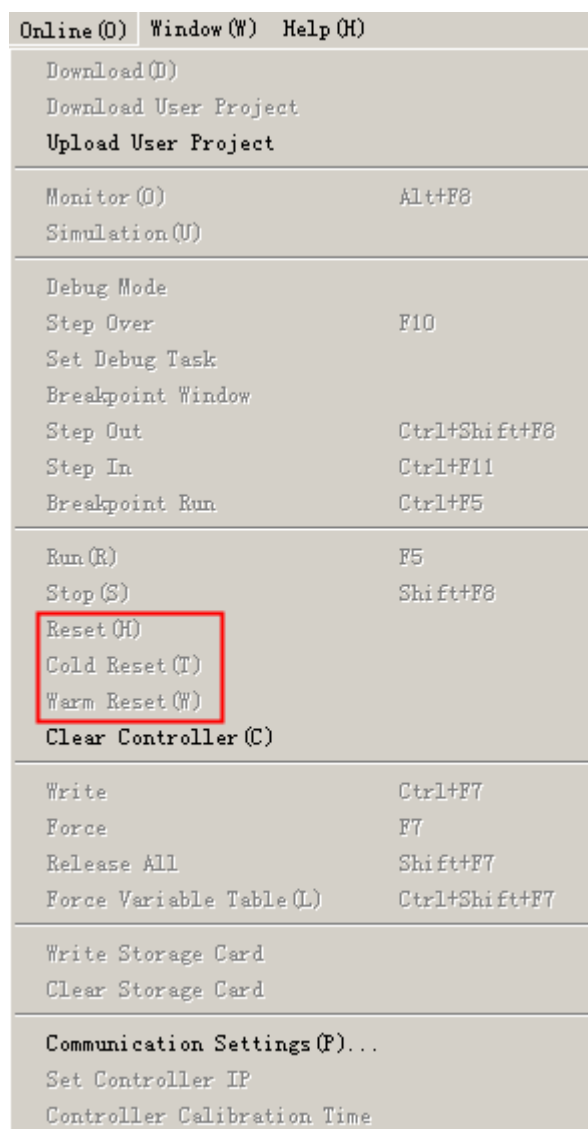 Online(O) Window(W) Help(H)
Download(D)
Download User Project
Upload User Project
Monitor(O) Alt+F8
Simulation(U)
Debug Mode
Step Over F10
Set Debug Task
Breakpoint Window
Step Out Ctrl+Shift+F8
Step In Ctrl+F11
Breakpoint Run Ctrl+F5
Run(R) F5
Stop(S) Shift+F8
Reset(H)
Cold Reset(T)
Warm Reset(W)
Clear Controller(C)
Write Ctrl+F7
Force F7
Release All Shift+F7
Force Variable Table(L) Ctrl+Shift+F7
Write Storage Card
Clear Storage Card
Communication Settings(P)...
Set Controller IP
Controller Calibration Time